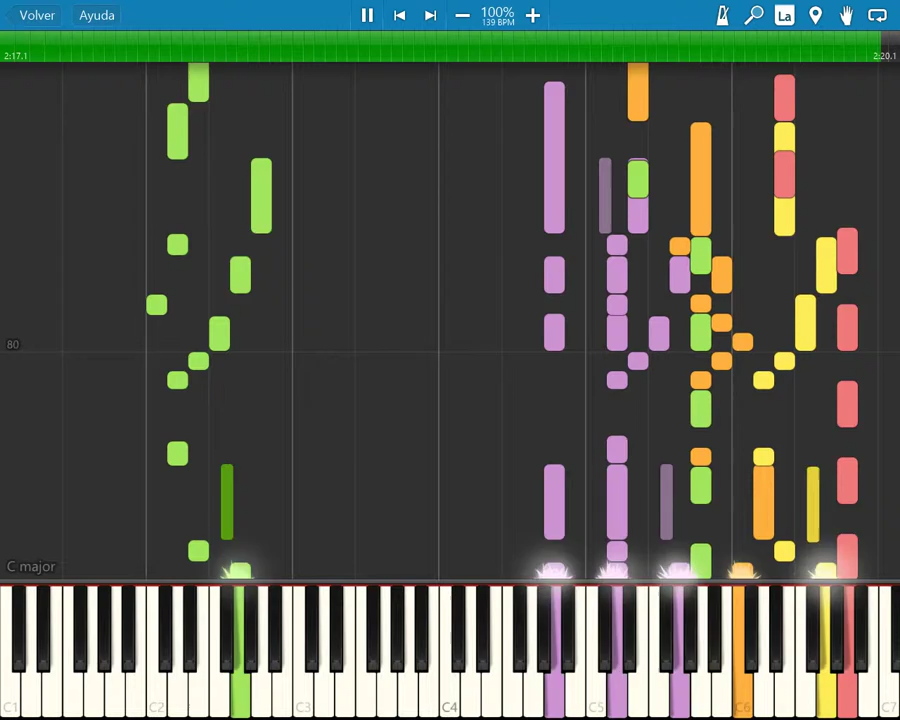 Volver Ayuda 100% La
139 BPM
2:17.1 2:20.1
80
C major
C1 C2 C3 C4 C5 C6 C7